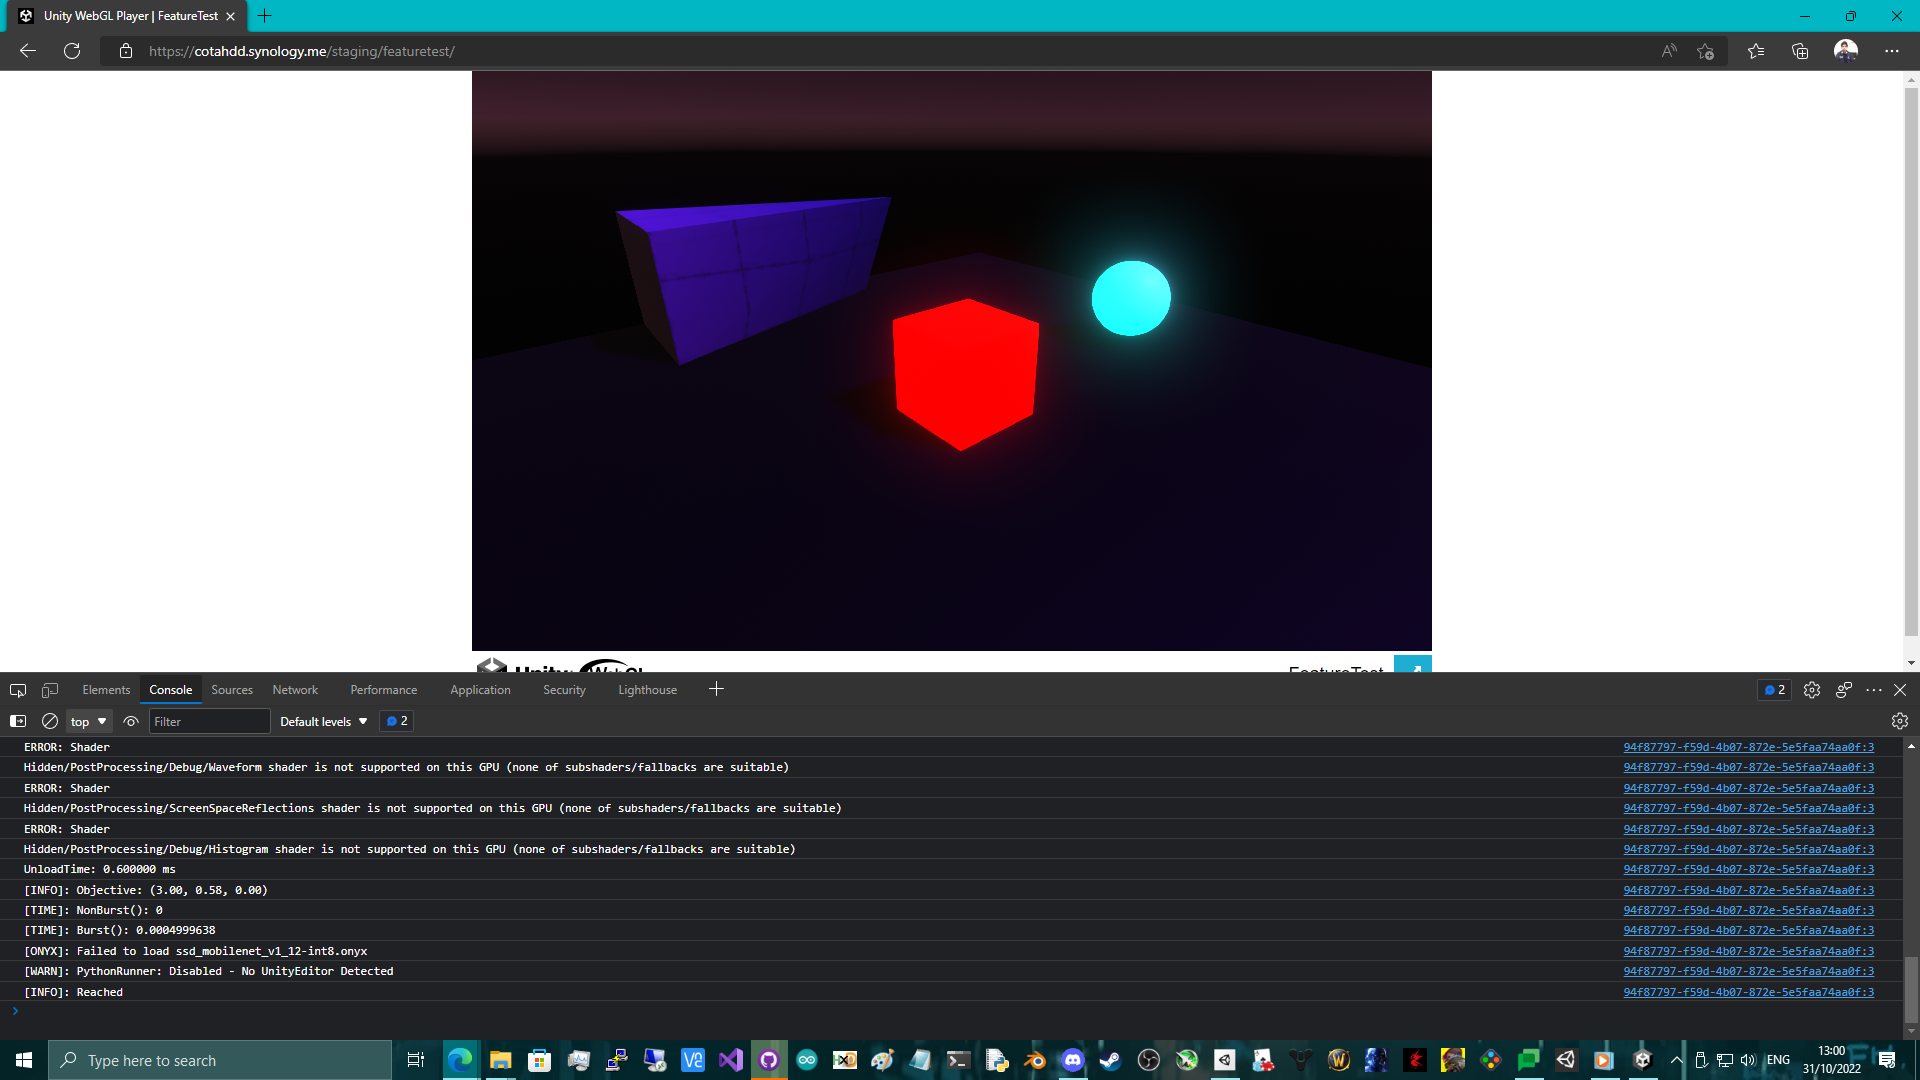 Unity WebGL Player | FeatureTest
https://cotahdd.synology.me/staging/featuretest/
FeatureTest
Elements Console Sources Network Performance Application Security Lighthouse 2
top Filter Default levels 2
ERROR: Shader 94f87797-f59d-4b07-872e-5e5faa74aa0f:3
Hidden/PostProcessing/Debug/Waveform shader is not supported on this GPU (none of subshaders/fallbacks are suitable) 94f87797-f59d-4b07-872e-5e5faa74aa0f:3
ERROR: Shader 94f87797-f59d-4b07-872e-5e5faa74aa0f:3
Hidden/PostProcessing/ScreenSpaceReflections shader is not supported on this GPU (none of subshaders/fallbacks are suitable) 94f87797-f59d-4b07-872e-5e5faa74aa0f:3
ERROR: Shader 94f87797-f59d-4b07-872e-5e5faa74aa0f:3
Hidden/PostProcessing/Debug/Histogram shader is not supported on this GPU (none of subshaders/fallbacks are suitable) 94f87797-f59d-4b07-872e-5e5faa74aa0f:3
UnloadTime: 0.600000 ms 94f87797-f59d-4b07-872e-5e5faa74aa0f:3
[INFO]: Objective: (3.00, 0.58, 0.00) 94f87797-f59d-4b07-872e-5e5faa74aa0f:3
[TIME]: NonBurst(): 0 94f87797-f59d-4b07-872e-5e5faa74aa0f:3
[TIME]: Burst(): 0.0004999638 94f87797-f59d-4b07-872e-5e5faa74aa0f:3
[ONYX]: Failed to load ssd_mobilenet_v1_12-int8.onyx 94f87797-f59d-4b07-872e-5e5faa74aa0f:3
[WARN]: PythonRunner: Disabled - No UnityEditor Detected 94f87797-f59d-4b07-872e-5e5faa74aa0f:3
[INFO]: Reached 94f87797-f59d-4b07-872e-5e5faa74aa0f:3
Type here to search
ENG
13:00
31/10/2022